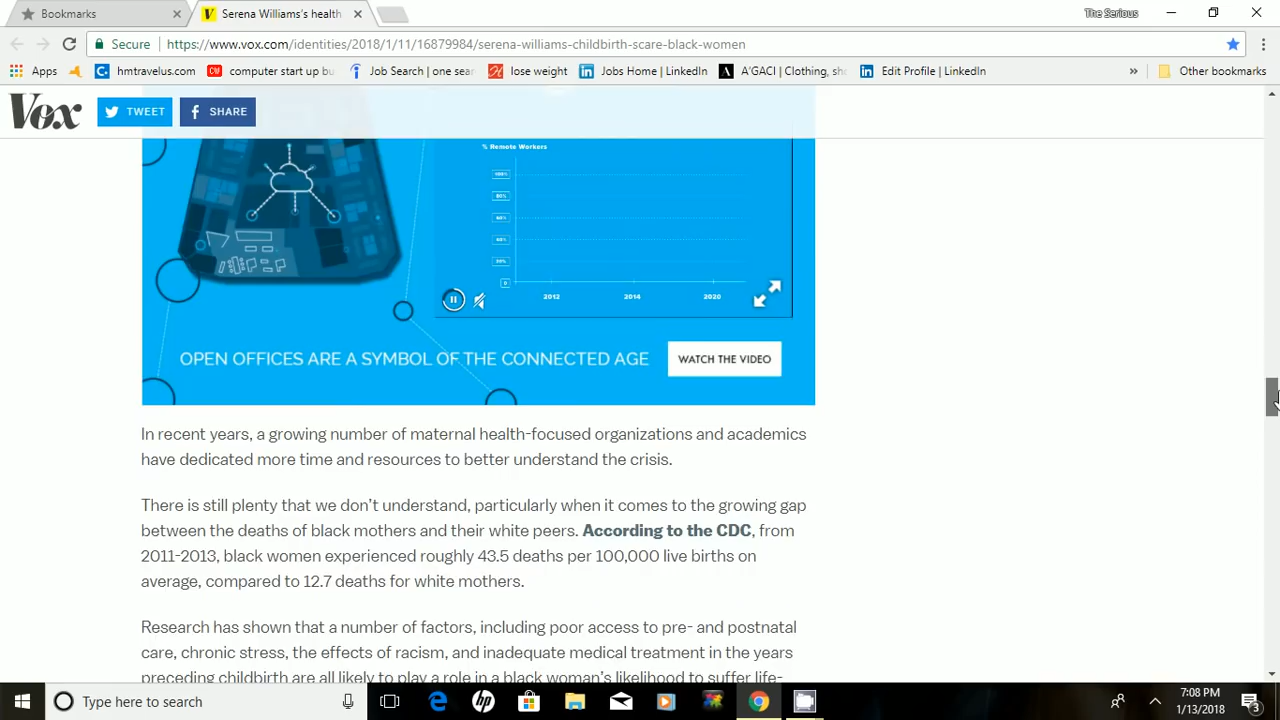 Bookmarks
Serena Williams's health
The Serious
Secure
https://www.vox.com/identities/2018/1/11/16879984/serena-williams-childbirth-scare-black-women
Apps
hmtravelus.com
computer start up bu
Job Search | one sea
lose weight
Jobs Home | LinkedIn
A'GACI | Clothing, sh
Edit Profile | LinkedIn
Other bookmarks
Vox
TWEET
SHARE
% Remote Workers
100%
80%
0
2012
2014
2020
OPEN OFFICES ARE A SYMBOL OF THE CONNECTED AGE
WATCH THE VIDEO
In recent years, a growing number of maternal health-focused organizations and academics
have dedicated more time and resources to better understand the crisis.
There is still plenty that we don't understand, particularly when it comes to the growing gap
between the deaths of black mothers and their white peers. According to the CDC, from
2011-2013, black women experienced roughly 43.5 deaths per 100,000 live births on
average, compared to 12.7 deaths for white mothers.
Research has shown that a number of factors, including poor access to pre- and postnatal
care, chronic stress, the effects of racism, and inadequate medical treatment in the years
preceding childbirth are all likely to play a role in a black woman's likelihood to suffer life-
Type here to search
7:08 PM
1/13/2018
3